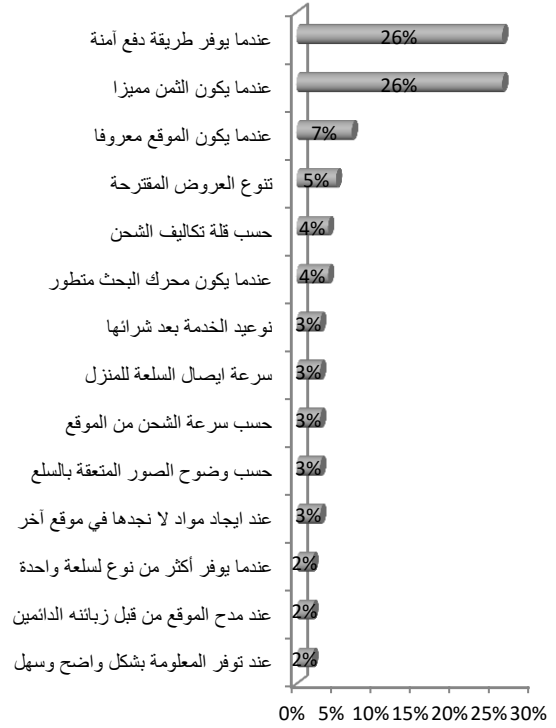 عندما يوفر طريقة دفع آمنة 26%
عندما يكون الثمن مميزا 26%
عندما يكون الموقع معروفا 7%
تنوع العروض المقترحة 5%
حسب قلة تكاليف الشحن 4%
عندما يكون محرك البحث متطور 4%
نوعيد الخدمة بعد شرائها 3%
سرعة ايصال السلعة للمنزل 3%
حسب سرعة الشحن من الموقع 3%
حسب وضوح الصور المتعقة بالسلع 3%
عند ايجاد مواد لا نجدها في موقع آخر 3%
عندما يوفر أكثر من نوع لسلعة واحدة 2%
عند مدح الموقع من قبل زبائنه الدائمين 2%
عند توفر المعلومة بشكل واضح وسهل 2%
0% 5% 10% 15% 20% 25% 30%